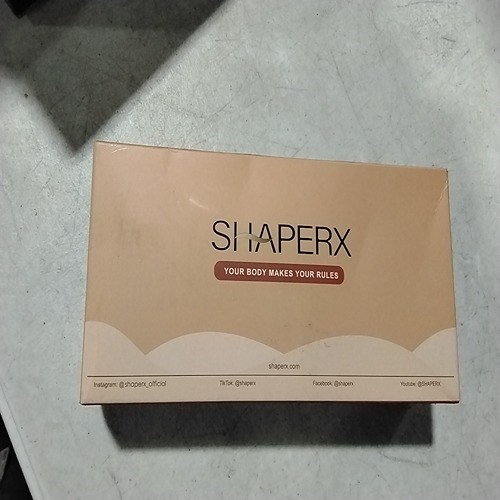 SHAPERX
YOUR BODY MAKES YOUR RULES
shaperx.com
Instagram: @shaperx_official TikTok: @shaperx Facebook: @shaperx Youtube: @SHAPERX